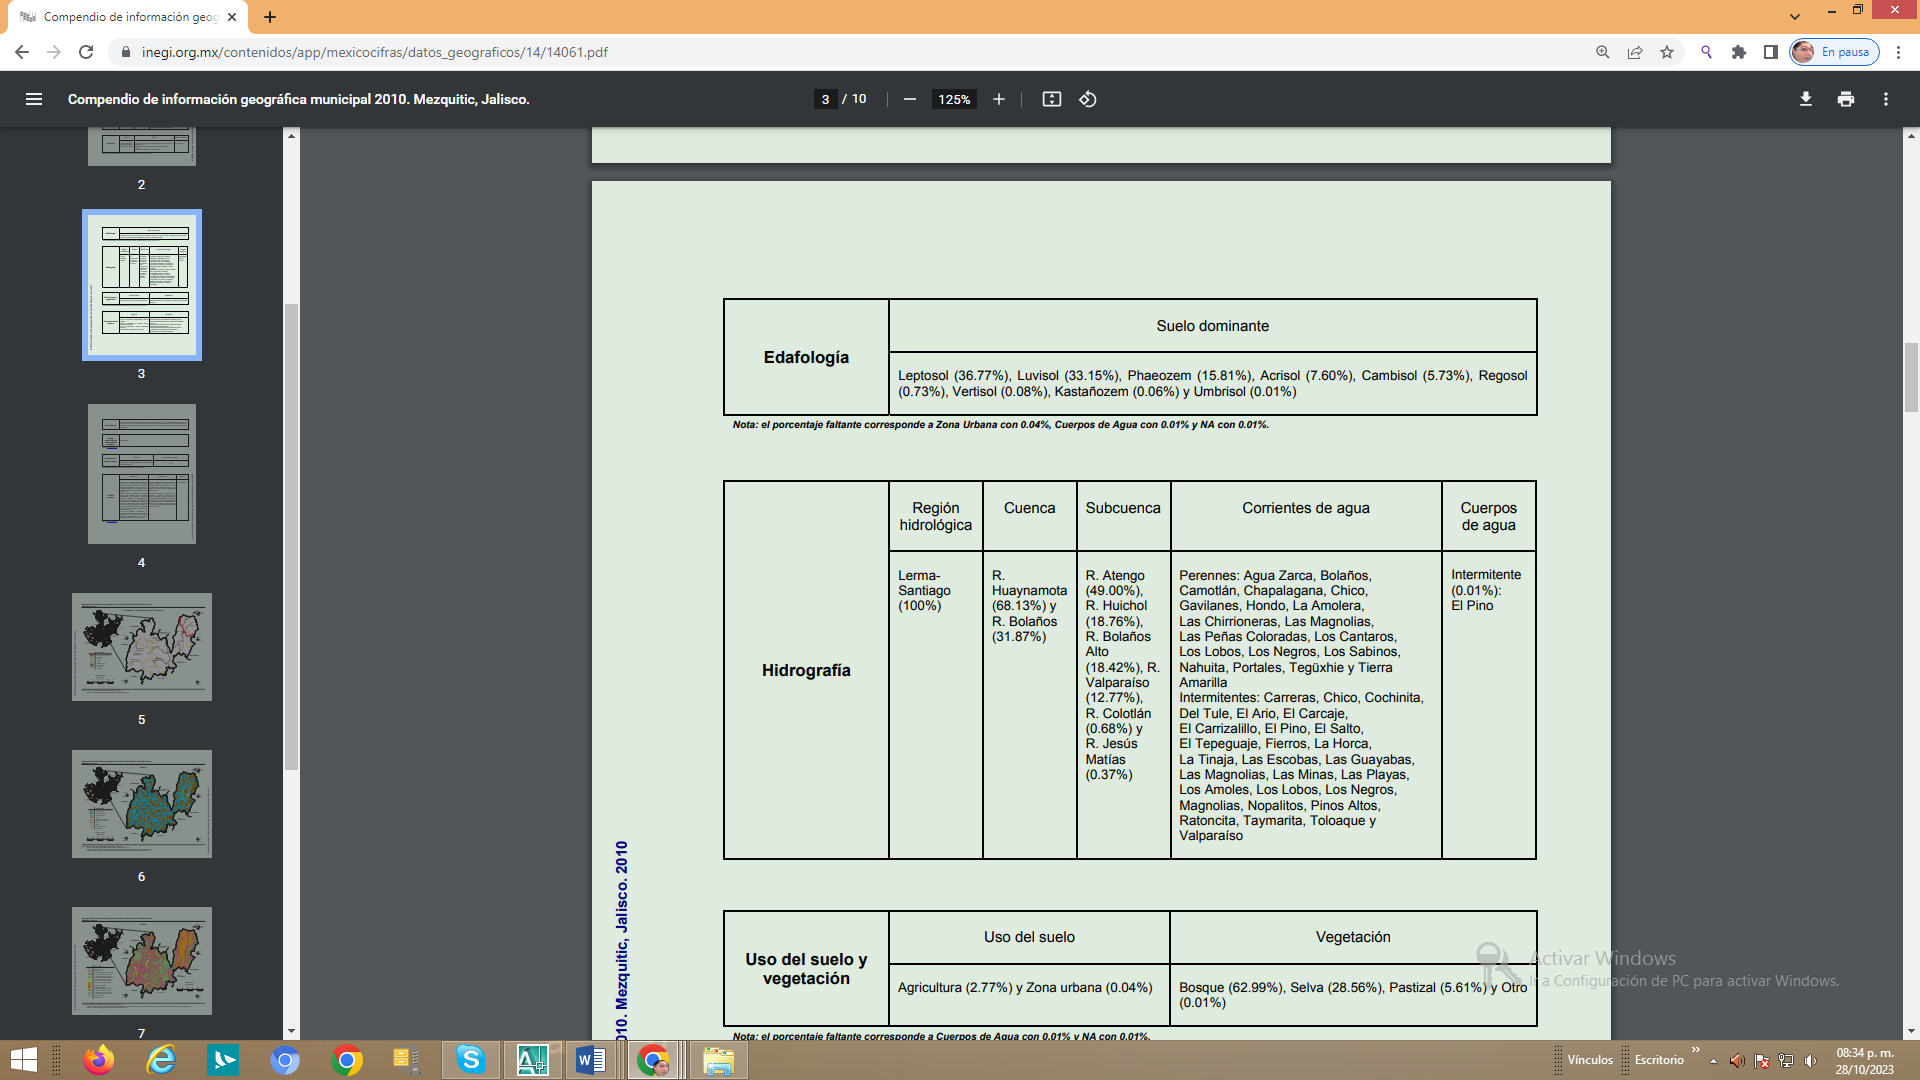 Compendio de información geog
inegi.org.mx/contenidos/app/mexicocifras/datos_geograficos/14/14061.pdf
En pausa
Compendio de información geográfica municipal 2010. Mezquitic, Jalisco.
3 / 10
125%
2
3
4
5
6
7
Edafología
Suelo dominante
Leptosol (36.77%), Luvisol (33.15%), Phaeozem (15.81%), Acrisol (7.60%), Cambisol (5.73%), Regosol
(0.73%), Vertisol (0.08%), Kastañozem (0.06%) y Umbrisol (0.01%)
Nota: el porcentaje faltante corresponde a Zona Urbana con 0.04%, Cuerpos de Agua con 0.01% y NA con 0.01%.
Hidrografía
Región
hidrológica
Cuenca
Subcuenca
Corrientes de agua
Cuerpos
de agua
Lerma-
Santiago
(100%)
R.
Huaynamota
(68.13%) y
R. Bolaños
(31.87%)
R. Atengo
(49.00%),
R. Huichol
(18.76%),
R. Bolaños
Alto
(18.42%), R.
Valparaíso
(12.77%),
R. Colotlán
(0.68%) y
R. Jesús
Matías
(0.37%)
Perennes: Agua Zarca, Bolaños,
Camotlán, Chapalagana, Chico,
Gavilanes, Hondo, La Amolera,
Las Chirrioneras, Las Magnolias,
Las Peñas Coloradas, Los Cantaros,
Los Lobos, Los Negros, Los Sabinos,
Nahuita, Portales, Tegüxhie y Tierra
Amarilla
Intermitentes: Carreras, Chico, Cochinita,
Del Tule, El Ario, El Carcaje,
El Carrizalillo, El Pino, El Salto,
El Tepeguaje, Fierros, La Horca,
La Tinaja, Las Escobas, Las Guayabas,
Las Magnolias, Las Minas, Las Playas,
Los Amoles, Los Lobos, Los Negros,
Magnolias, Nopalitos, Pinos Altos,
Ratoncita, Taymarita, Toloaque y
Valparaíso
Intermitente
(0.01%):
El Pino
Uso del suelo y
vegetación
Uso del suelo
Vegetación
Agricultura (2.77%) y Zona urbana (0.04%)
Bosque (62.99%), Selva (28.56%), Pastizal (5.61%) y Otro
(0.01%)
Nota: el porcentaje faltante corresponde a Cuerpos de Agua con 0.01% y NA con 0.01%.
010. Mezquitic, Jalisco. 2010
Activar Windows
Ir a Configuración de PC para activar Windows.
Vínculos
Escritorio
08:34 p. m.
28/10/2023